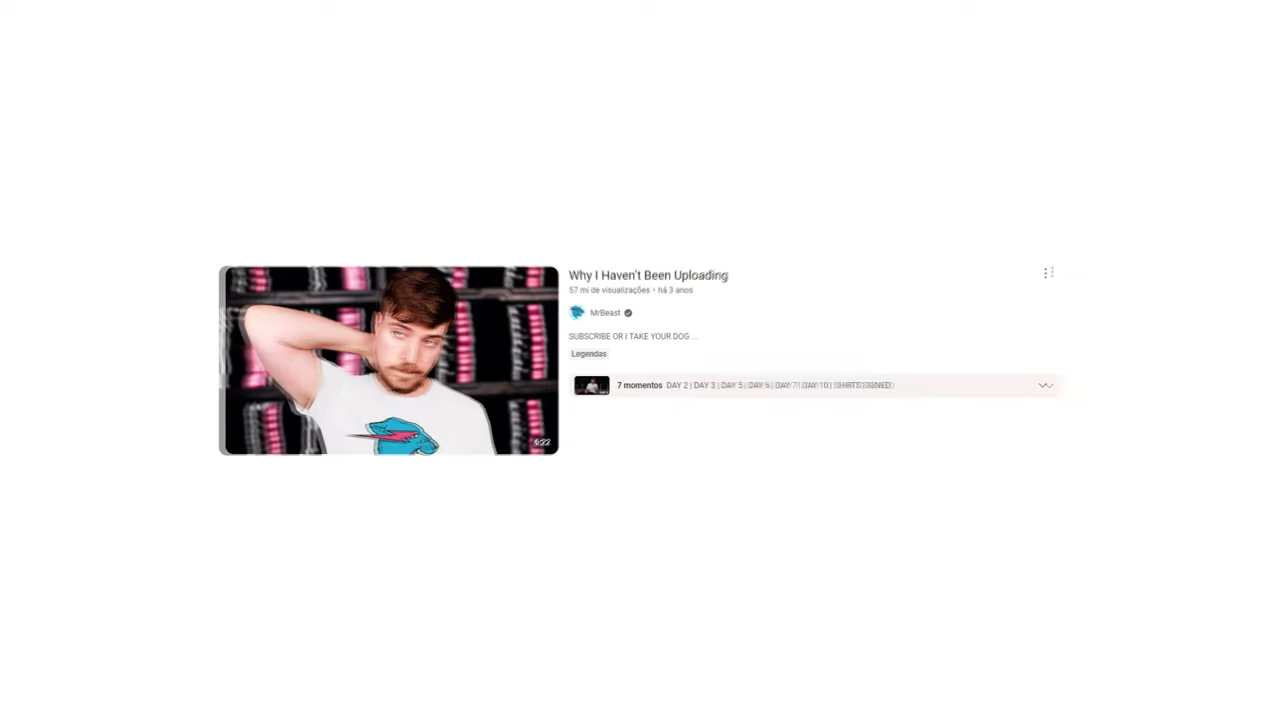 Why I Haven't Been Uploading
57 mi de visualizações • há 3 anos
MrBeast
SUBSCRIBE OR I TAKE YOUR DOG ...
Legendas
7 momentos DAY 2 | DAY 3 | DAY 5 | DAY 6 | DAY 7 | DAY 10 | SHIRTS SIGNED
:22